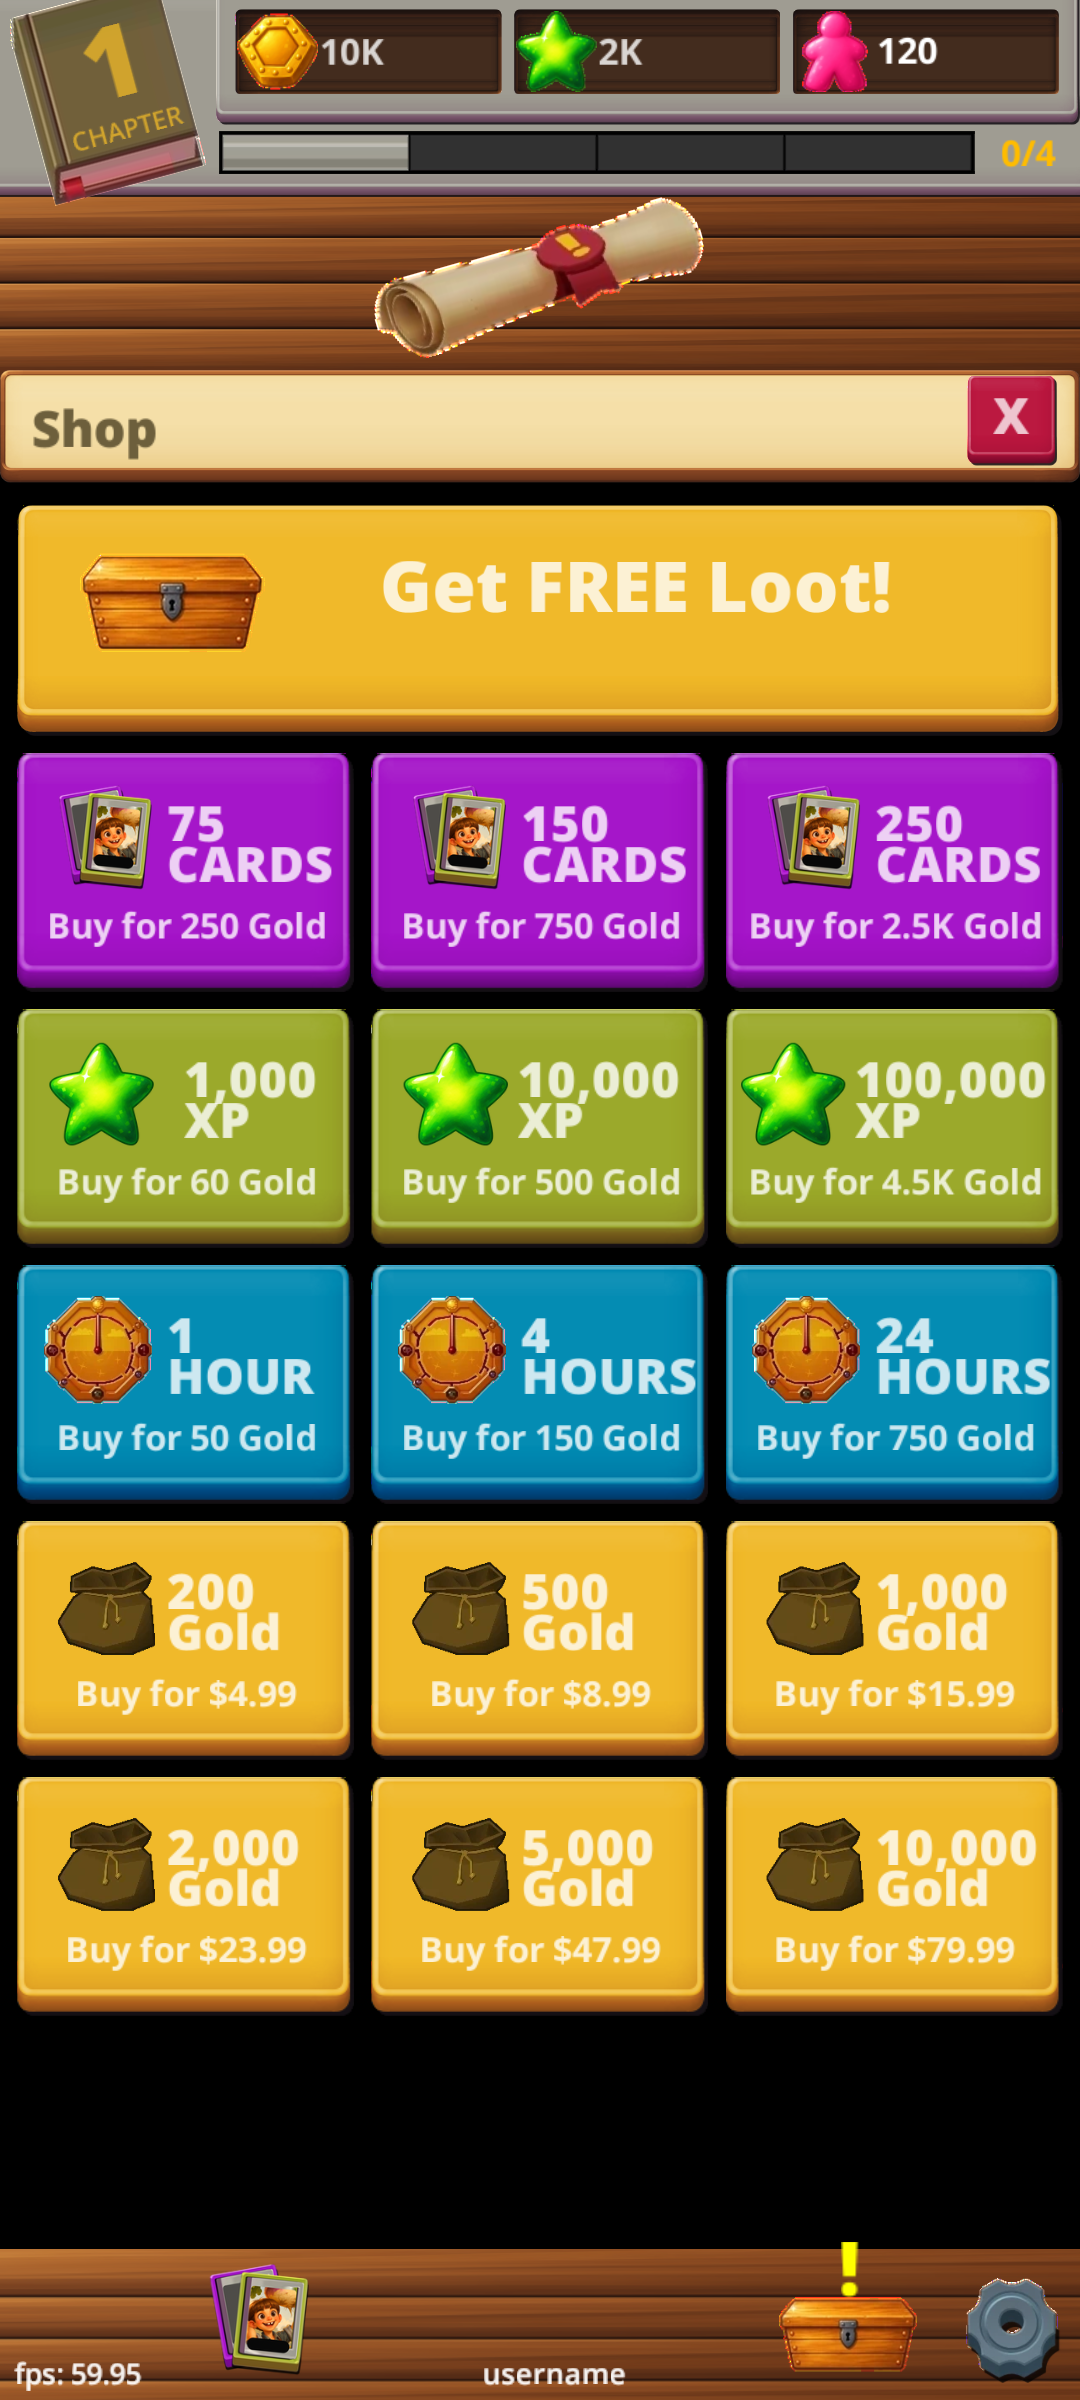 1
CHAPTER
10K
2K
120
0/4
!
Shop
X
Get FREE Loot!
75
CARDS
Buy for 250 Gold
150
CARDS
Buy for 750 Gold
250
CARDS
Buy for 2.5K Gold
1,000
XP
Buy for 60 Gold
10,000
XP
Buy for 500 Gold
100,000
XP
Buy for 4.5K Gold
1
HOUR
Buy for 50 Gold
4
HOURS
Buy for 150 Gold
24
HOURS
Buy for 750 Gold
200
Gold
Buy for $4.99
500
Gold
Buy for $8.99
1,000
Gold
Buy for $15.99
2,000
Gold
Buy for $23.99
5,000
Gold
Buy for $47.99
10,000
Gold
Buy for $79.99
!
fps: 59.95
username